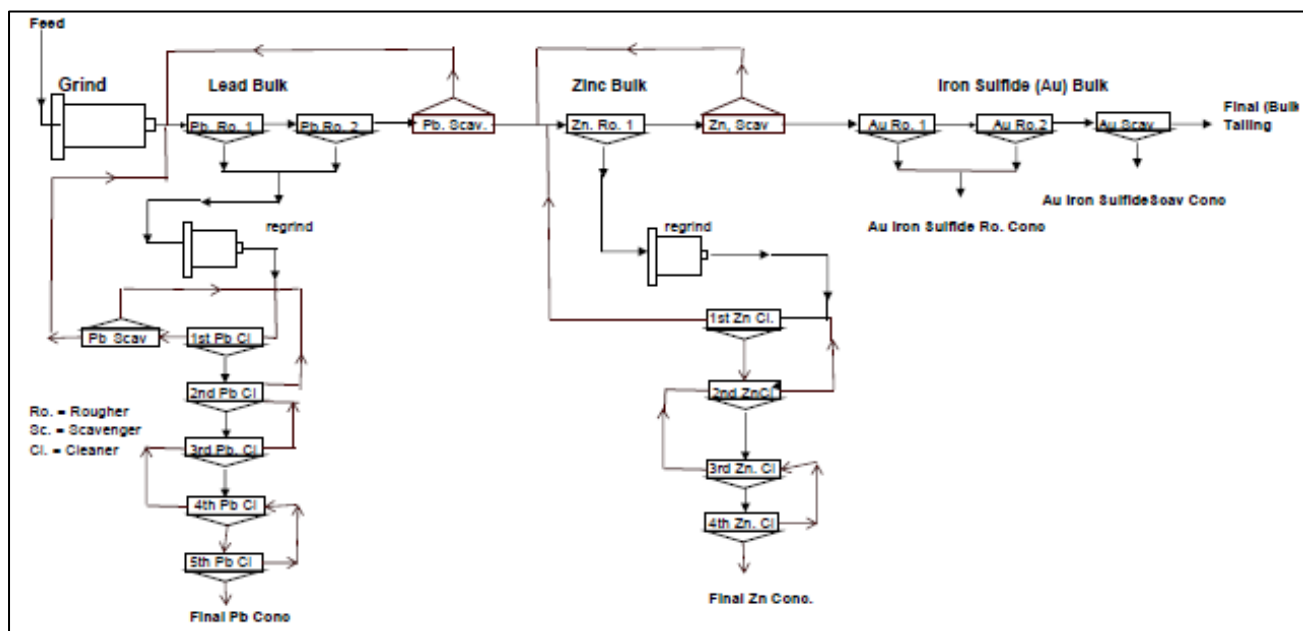 Feed
Grind
Lead Bulk
Zinc Bulk
Iron Sulfide (Au) Bulk
Final (Bulk
Tailing
Pb. Ro. 1
Pb.Ro. 2
Pb. Scav.
Zn. Ro. 1
Zn, Scav
Au Ro. 1
Au Ro.2
Au Scav
Au Iron SulfideScav Conc
Au Iron Sulfide Ro. Conc
regrind
regrind
Pb Scav
1st Pb Cl
1st Zn Cl.
2nd Pb Cl
2nd ZnCl
Ro. = Rougher
Sc. = Scavenger
Cl. = Cleaner
3rd Pb. Cl
3rd Zn. Cl
4th Pb Cl
4th Zn. Cl
5th Pb Cl
Final Pb Conc
Final Zn Conc.